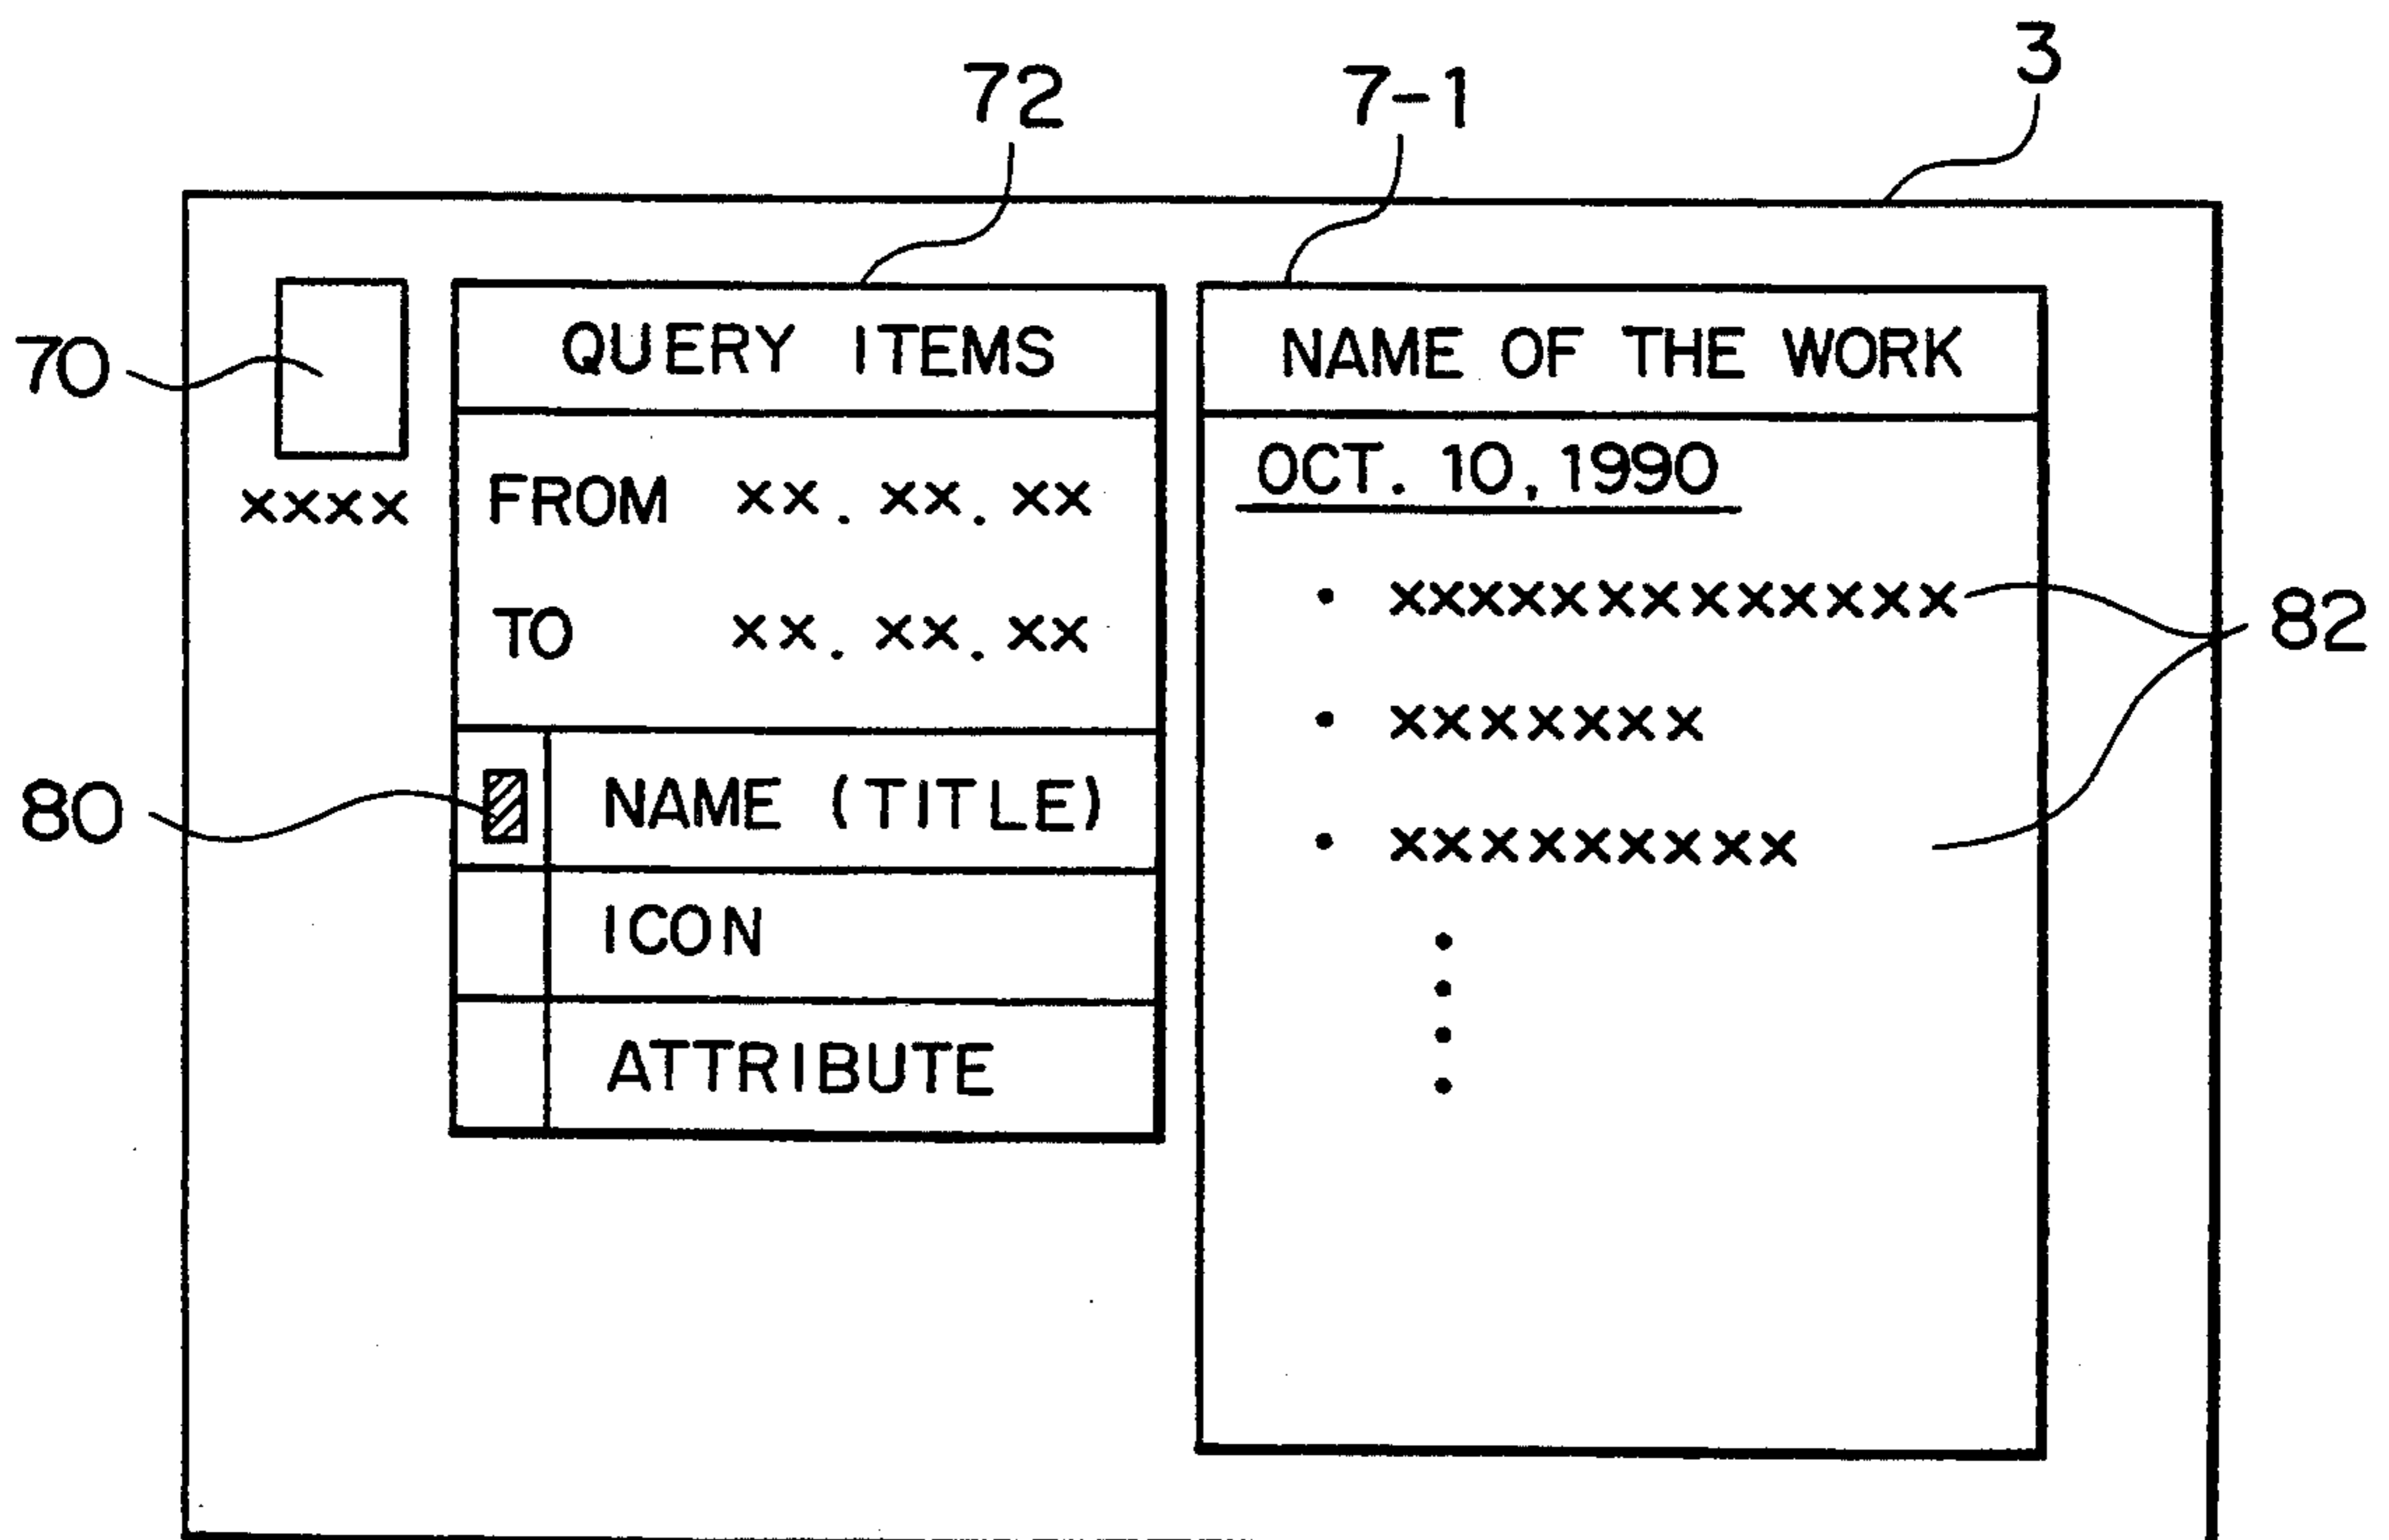 3
72
7-1
70
xxxx
QUERY ITEMS
FROM xx. xx. xx
TO xx. xx. xx
80
NAME (TITLE)
ICON
ATTRIBUTE
NAME OF THE WORK
OCT. 10, 1990
• xxxxxxxxxxxxx
• xxxxxxx
• xxxxxxxxx
82